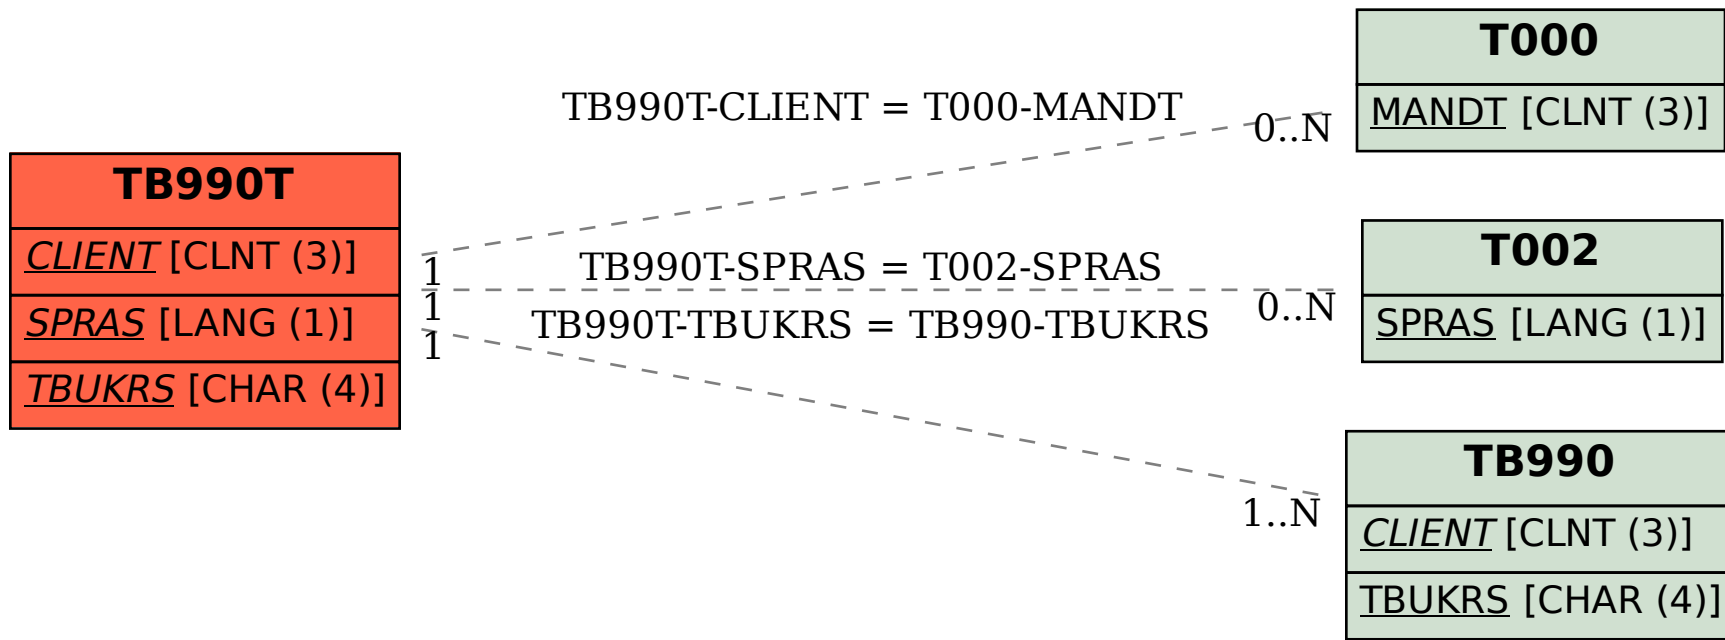 TB990T
CLIENT [CLNT (3)]
SPRAS [LANG (1)]
TBUKRS [CHAR (4)]
TB990T-CLIENT = T000-MANDT
1
0..N
TB990T-SPRAS = T002-SPRAS
1
0..N
TB990T-TBUKRS = TB990-TBUKRS
1
1..N
T000
MANDT [CLNT (3)]
T002
SPRAS [LANG (1)]
TB990
CLIENT [CLNT (3)]
TBUKRS [CHAR (4)]